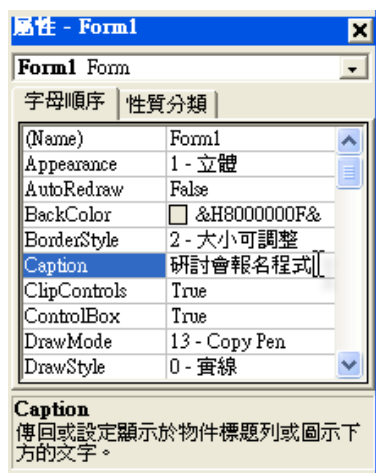 屬性 - Form1
Form1 Form
字母順序 性質分類
(Name) Form1
Appearance 1 - 立體
AutoRedraw False
BackColor &H8000000F&
BorderStyle 2 - 大小可調整
Caption 研討會報名程式
ClipControls True
ControlBox True
DrawMode 13 - Copy Pen
DrawStyle 0 - 實線
Caption
傳回或設定顯示於物件標題列或圖示下
方的文字。